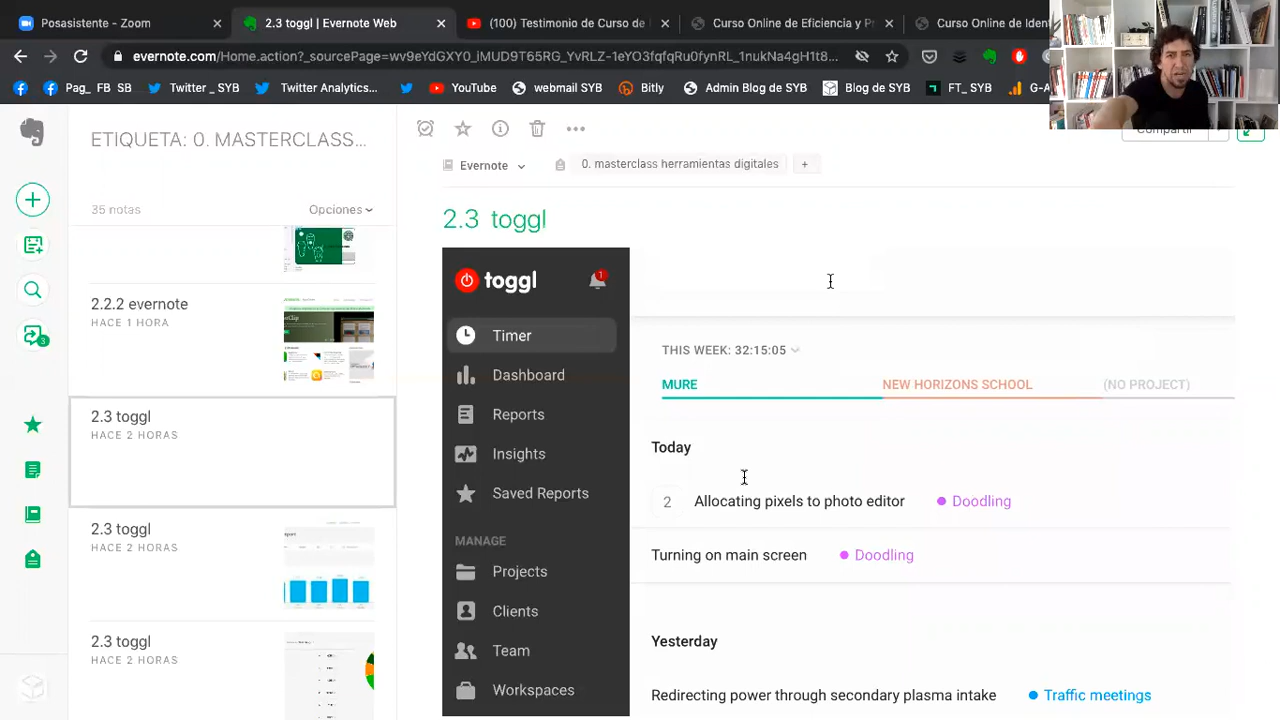 Posasistente - Zoom
2.3 toggl | Evernote Web
(100) Testimonio de Curso de
Curso Online de Eficiencia y P
Curso Online de Ident
evernote.com/Home.action?_sourcePage=
Pag_ FB SB
Twitter _ SYB
Twitter Analytics...
YouTube
webmail SYB
Bitly
Admin Blog de SYB
Blog de SYB
FT_ SYB
G-A
ETIQUETA: 0. MASTERCLASS...
35 notas
Opciones
2.2.2 evernote
HACE 1 HORA
2.3 toggl
HACE 2 HORAS
2.3 toggl
HACE 2 HORAS
2.3 toggl
HACE 2 HORAS
3
Compartir
Evernote
0. masterclass herramientas digitales
+
2.3 toggl
toggl
1
Timer
Dashboard
Reports
Insights
Saved Reports
MANAGE
Projects
Clients
Team
Workspaces
THIS WEEK: 32:15:05
MURE
NEW HORIZONS SCHOOL
(NO PROJECT)
Today
2 Allocating pixels to photo editor Doodling
Turning on main screen Doodling
Yesterday
Redirecting power through secondary plasma intake Traffic meetings